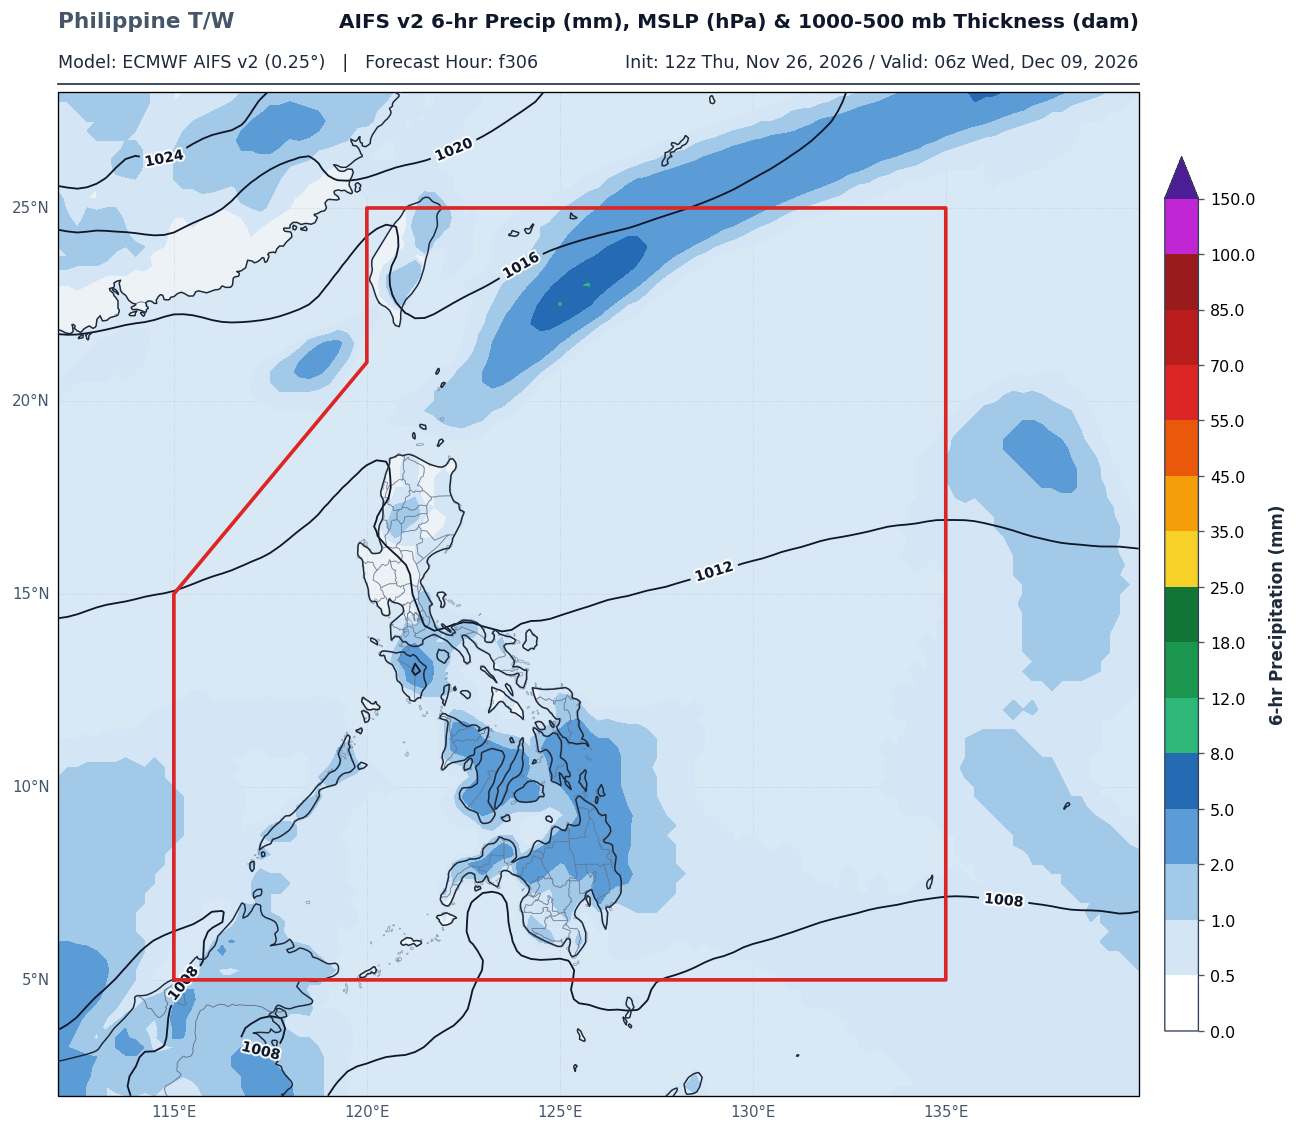 Philippine T/W
AIFS v2 6-hr Precip (mm), MSLP (hPa) & 1000-500 mb Thickness (dam)
Model: ECMWF AIFS v2 (0.25°) | Forecast Hour: f306
Init: 12z Thu, Nov 26, 2026 / Valid: 06z Wed, Dec 09, 2026
1024
1020
1016
1012
1008
1008
1008
25°N
20°N
15°N
10°N
5°N
115°E
120°E
125°E
130°E
135°E
150.0
100.0
85.0
70.0
55.0
45.0
35.0
25.0
18.0
12.0
8.0
5.0
2.0
1.0
0.5
0.0
6-hr Precipitation (mm)